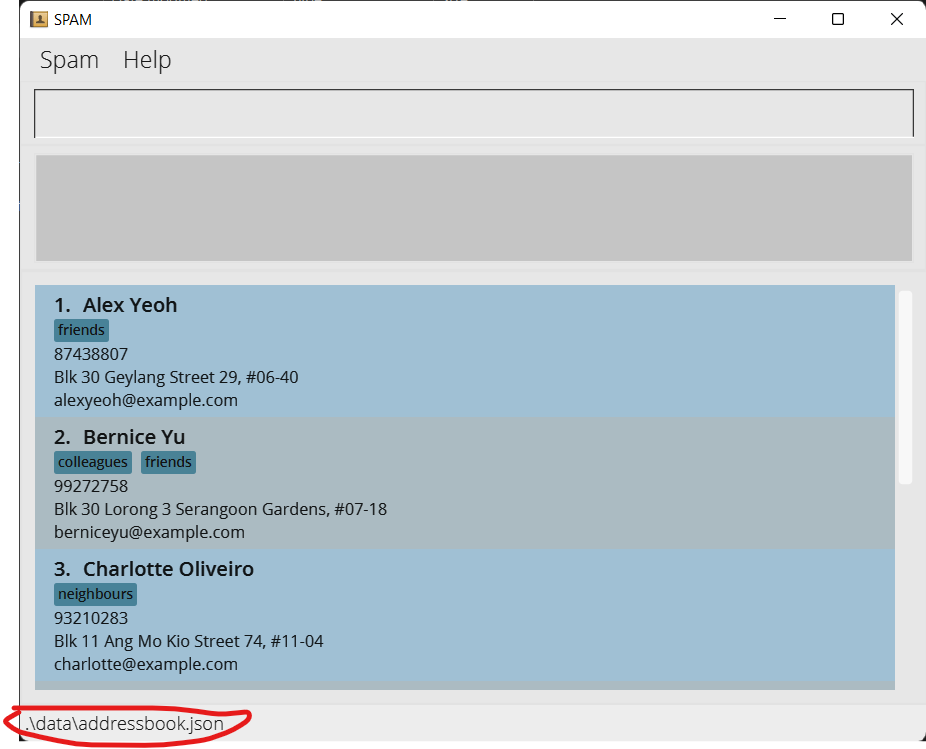 SPAM
Spam Help
1. Alex Yeoh
friends
87438807
Blk 30 Geylang Street 29, #06-40
alexyeoh@example.com
2. Bernice Yu
colleagues friends
99272758
Blk 30 Lorong 3 Serangoon Gardens, #07-18
berniceyu@example.com
3. Charlotte Oliveiro
neighbours
93210283
Blk 11 Ang Mo Kio Street 74, #11-04
charlotte@example.com
.\data\addressbook.json